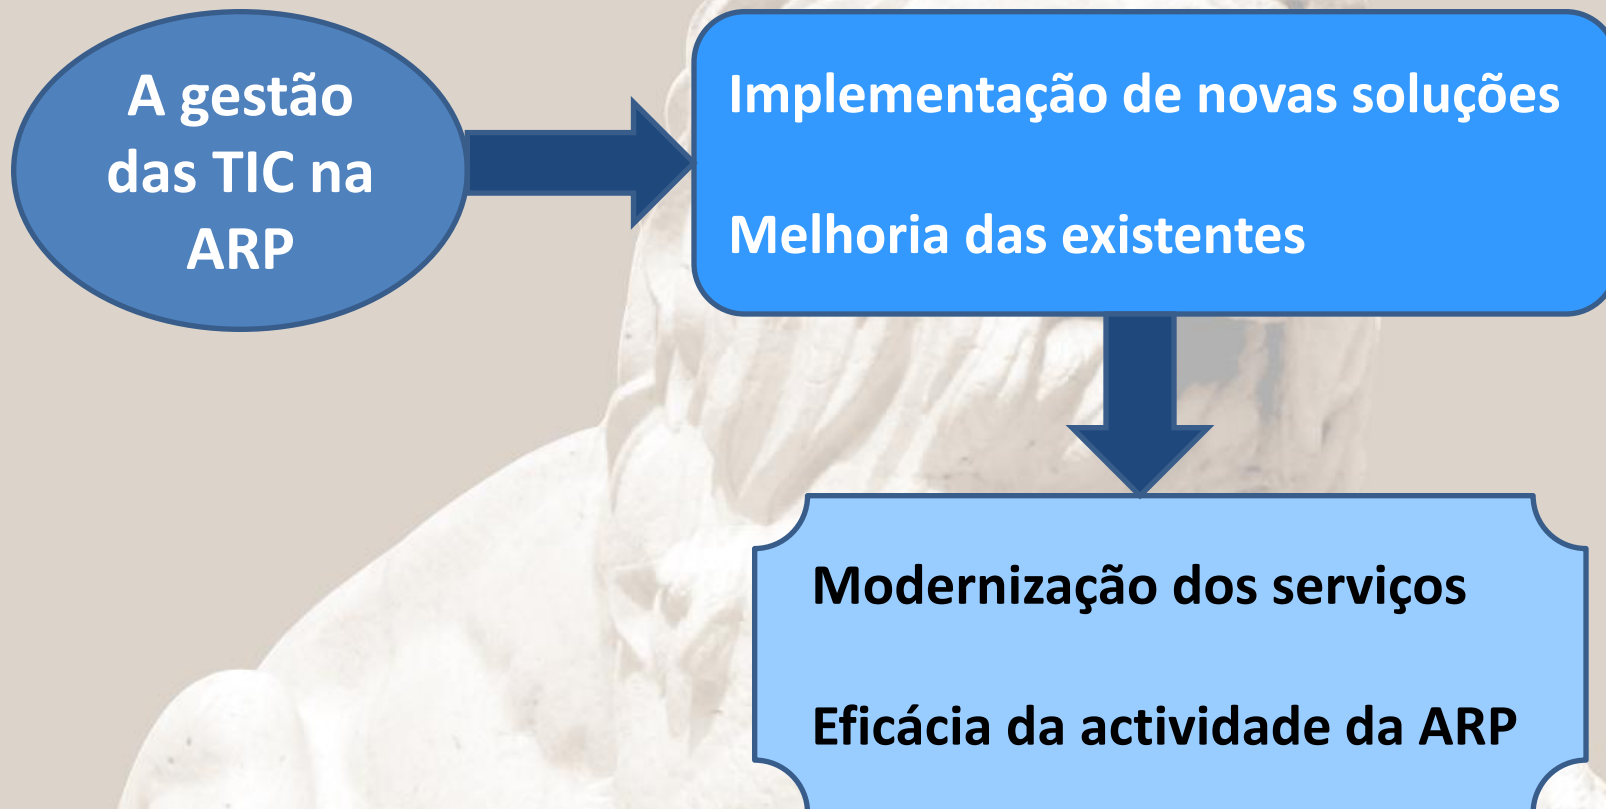 A gestão
das TIC na
ARP
Implementação de novas soluções
Melhoria das existentes
Modernização dos serviços
Eficácia da actividade da ARP